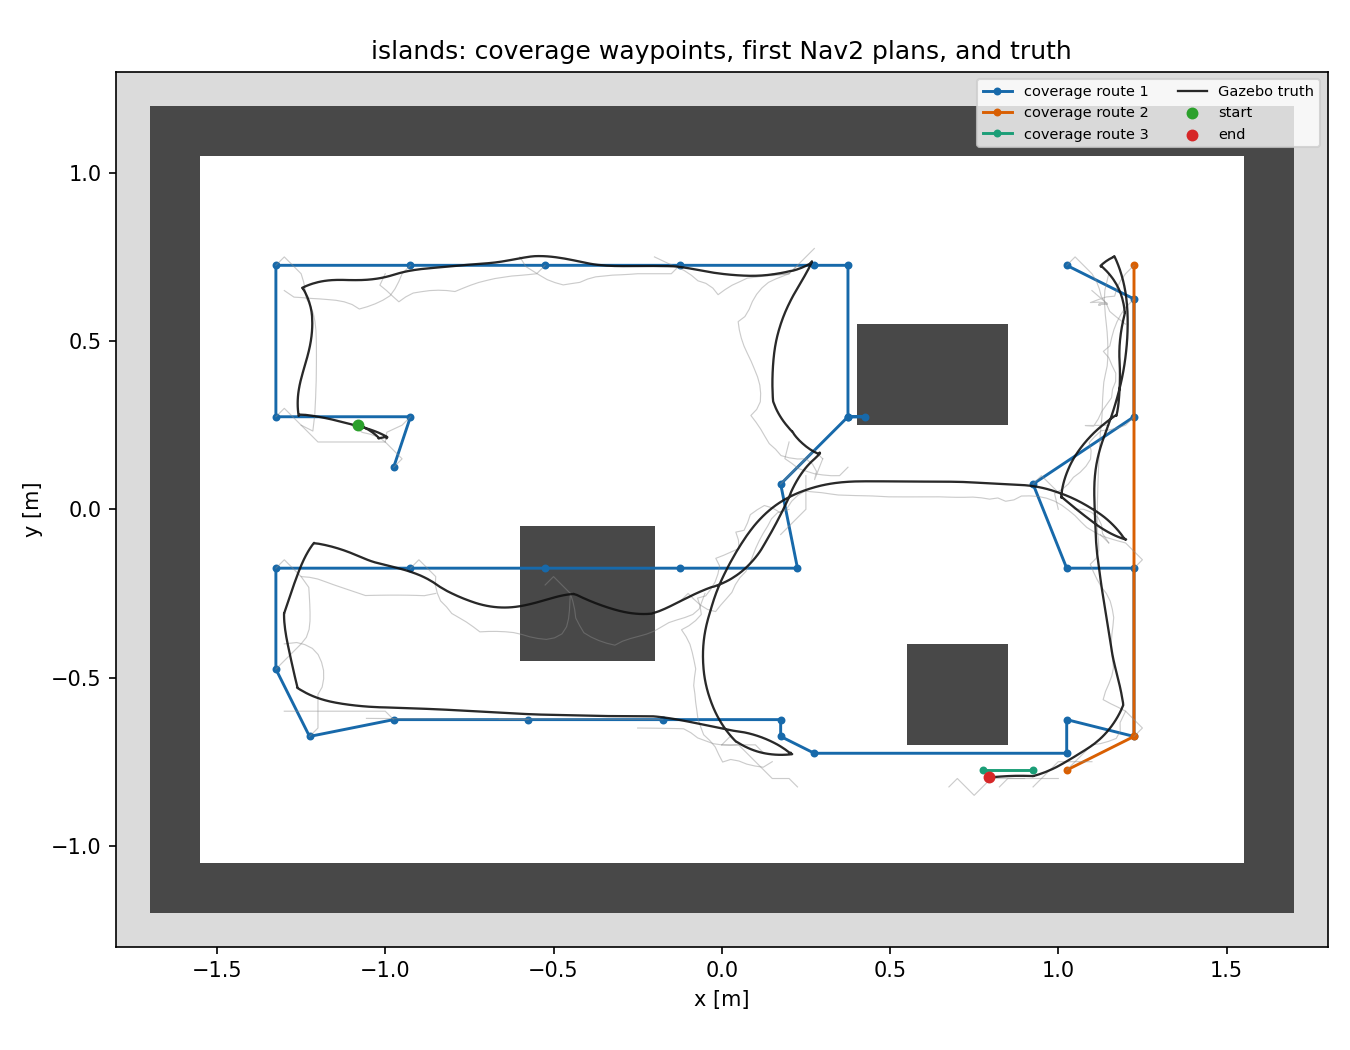 islands: coverage waypoints, first Nav2 plans, and truth
coverage route 1
coverage route 2
coverage route 3
Gazebo truth
start
end
y [m]
1.0
0.5
0.0
−0.5
−1.0
−1.5
−1.0
−0.5
0.0
0.5
1.0
1.5
x [m]